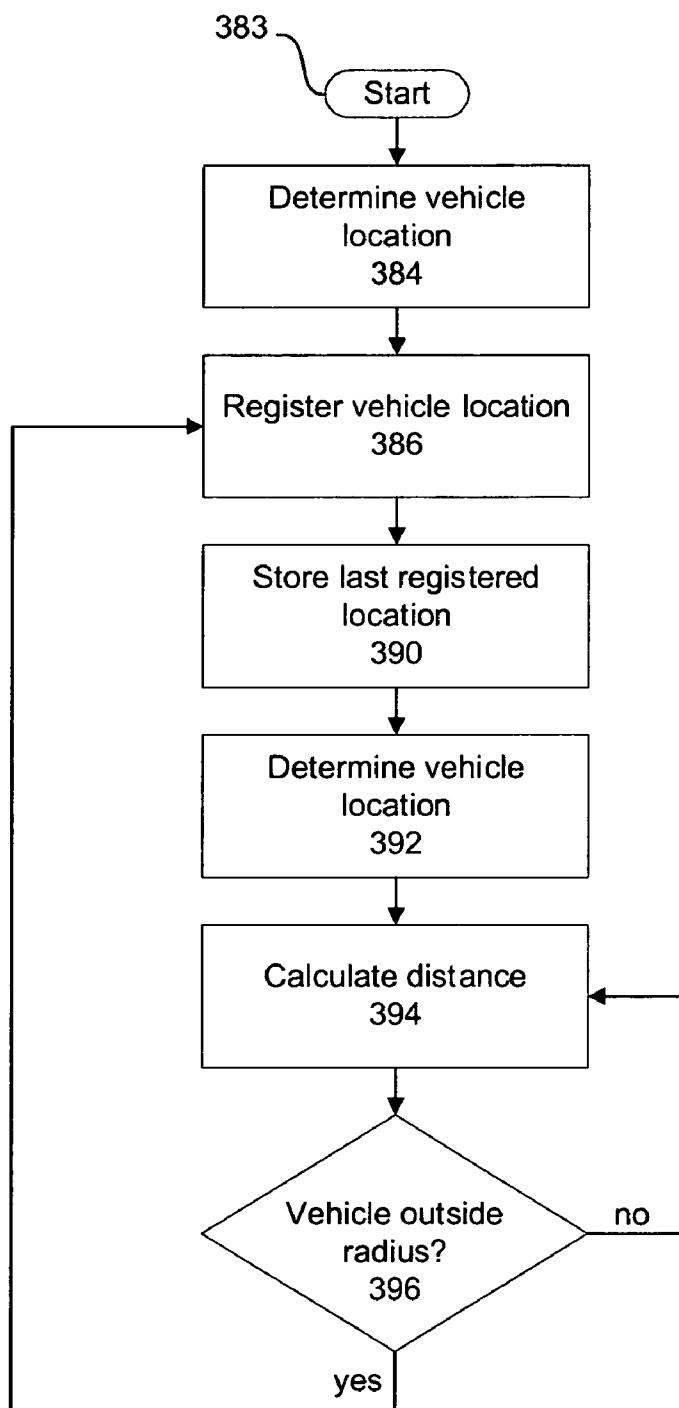 383
Start
Determine vehicle
location
384
Register vehicle location
386
Store last registered
location
390
Determine vehicle
location
392
Calculate distance
394
Vehicle outside
radius?
396
no
yes